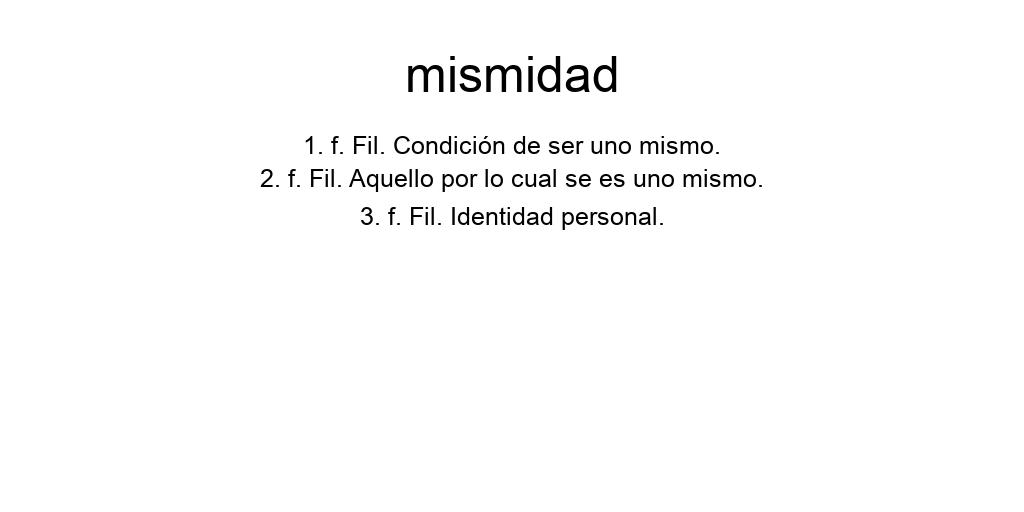 mismidad
1. f. Fil. Condición de ser uno mismo.
2. f. Fil. Aquello por lo cual se es uno mismo.
3. f. Fil. Identidad personal.